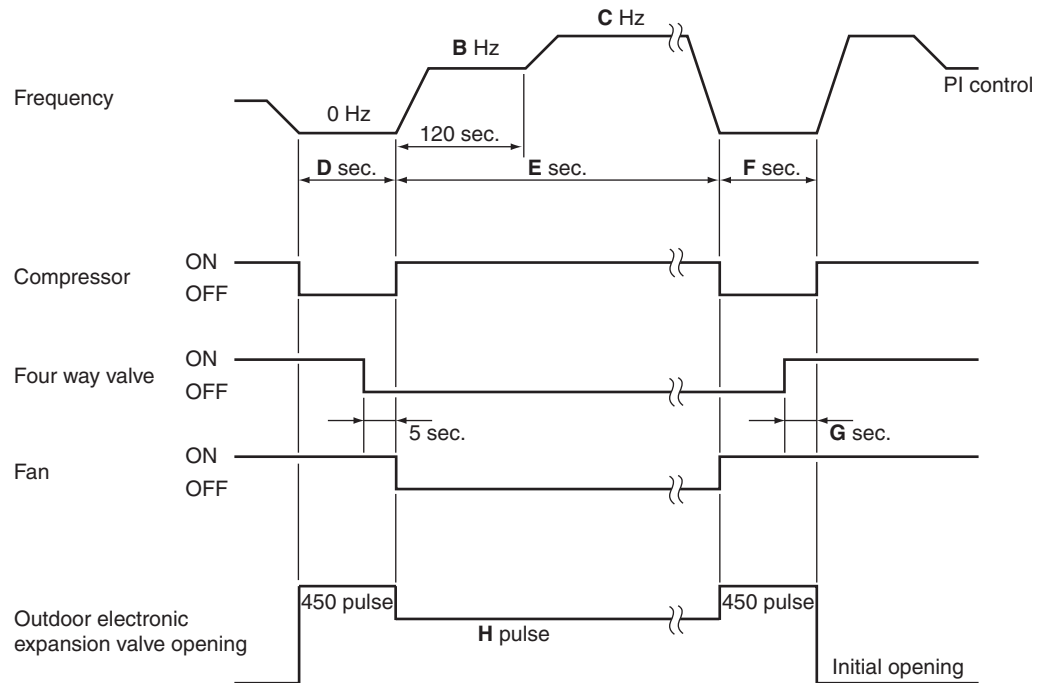 C Hz
B Hz
Frequency
PI control
0 Hz
120 sec.
D sec.
E sec.
F sec.
ON
Compressor
OFF
ON
Four way valve
OFF
5 sec.
G sec.
ON
Fan
OFF
450 pulse
450 pulse
Outdoor electronic
expansion valve opening
H pulse
Initial opening